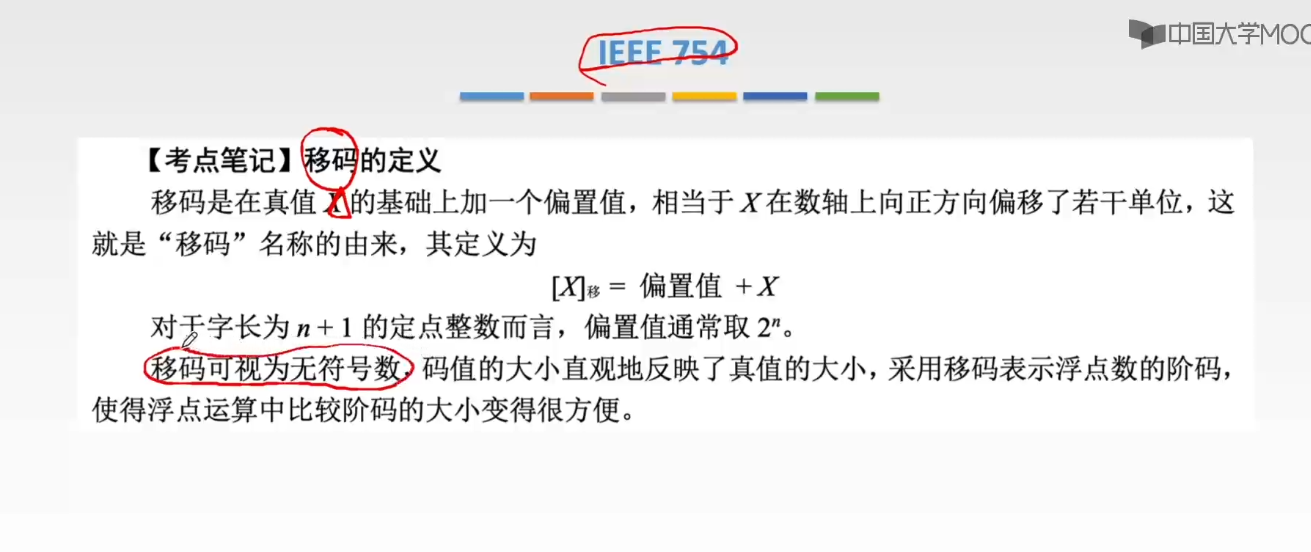 IEEE 754
中国大学MOO
【考点笔记】移码的定义
移码是在真值 X 的基础上加一个偏置值，相当于 X 在数轴上向正方向偏移了若干单位，这
就是“移码”名称的由来，其定义为
[X]移 = 偏置值 + X
对于字长为 n + 1 的定点整数而言，偏置值通常取 2ⁿ。
移码可视为无符号数，码值的大小直观地反映了真值的大小，采用移码表示浮点数的阶码，
使得浮点运算中比较阶码的大小变得很方便。